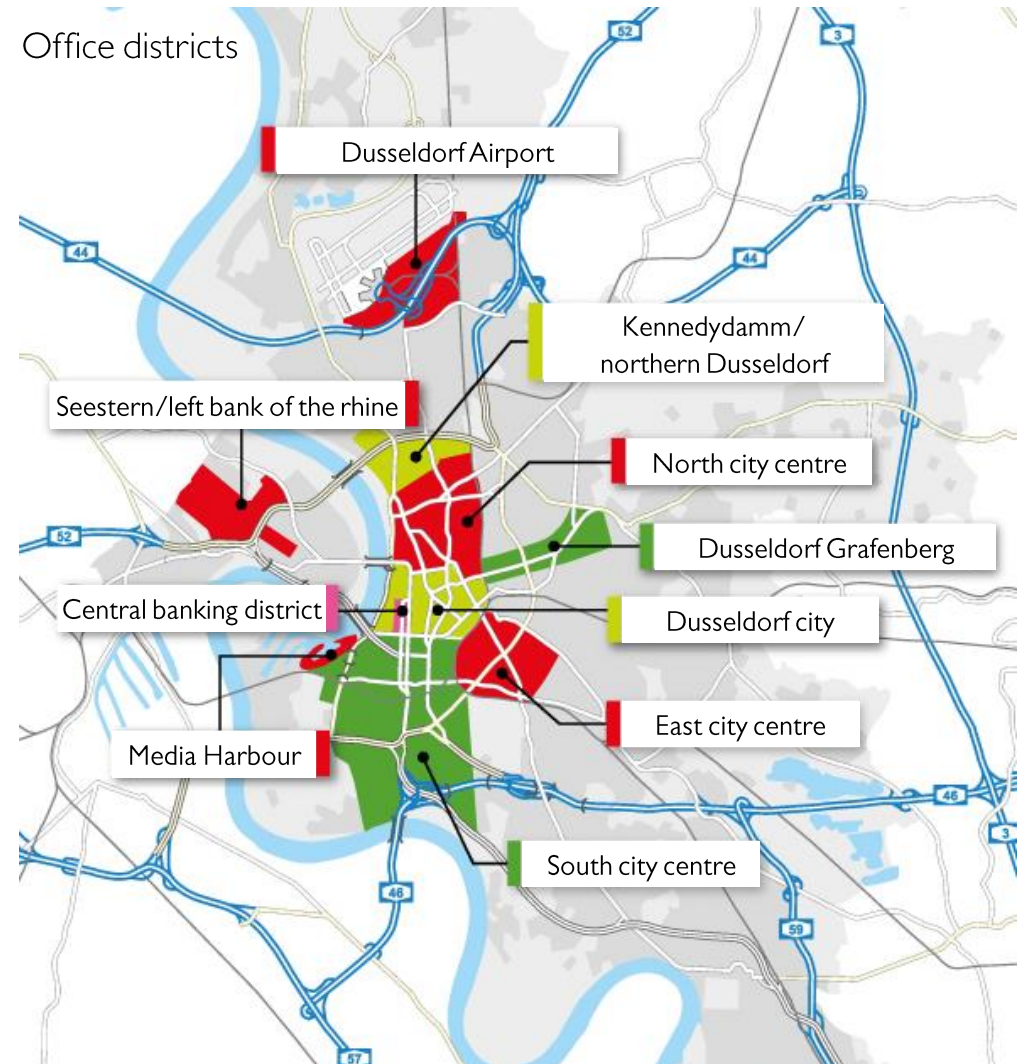 Office districts
52
3
Dusseldorf Airport
44
44
Kennedydamm/
northern Dusseldorf
Seestern/left bank of the rhine
North city centre
52
Dusseldorf Grafenberg
Central banking district
Dusseldorf city
East city centre
Media Harbour
46
3
South city centre
46
59
57